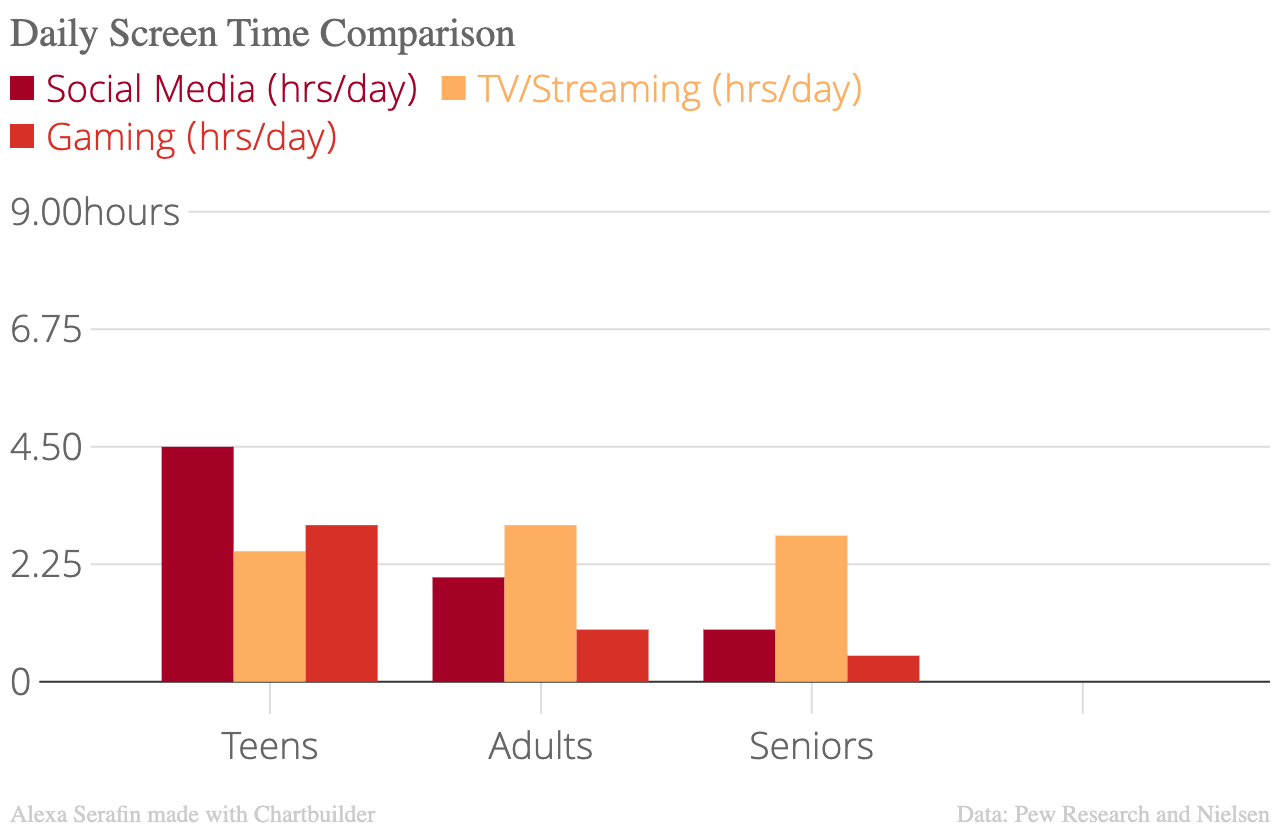 Daily Screen Time Comparison
Social Media (hrs/day) TV/Streaming (hrs/day)
Gaming (hrs/day)
9.00hours
6.75
4.50
2.25
0
Teens Adults Seniors
Alexa Serafin made with Chartbuilder Data: Pew Research and Nielsen